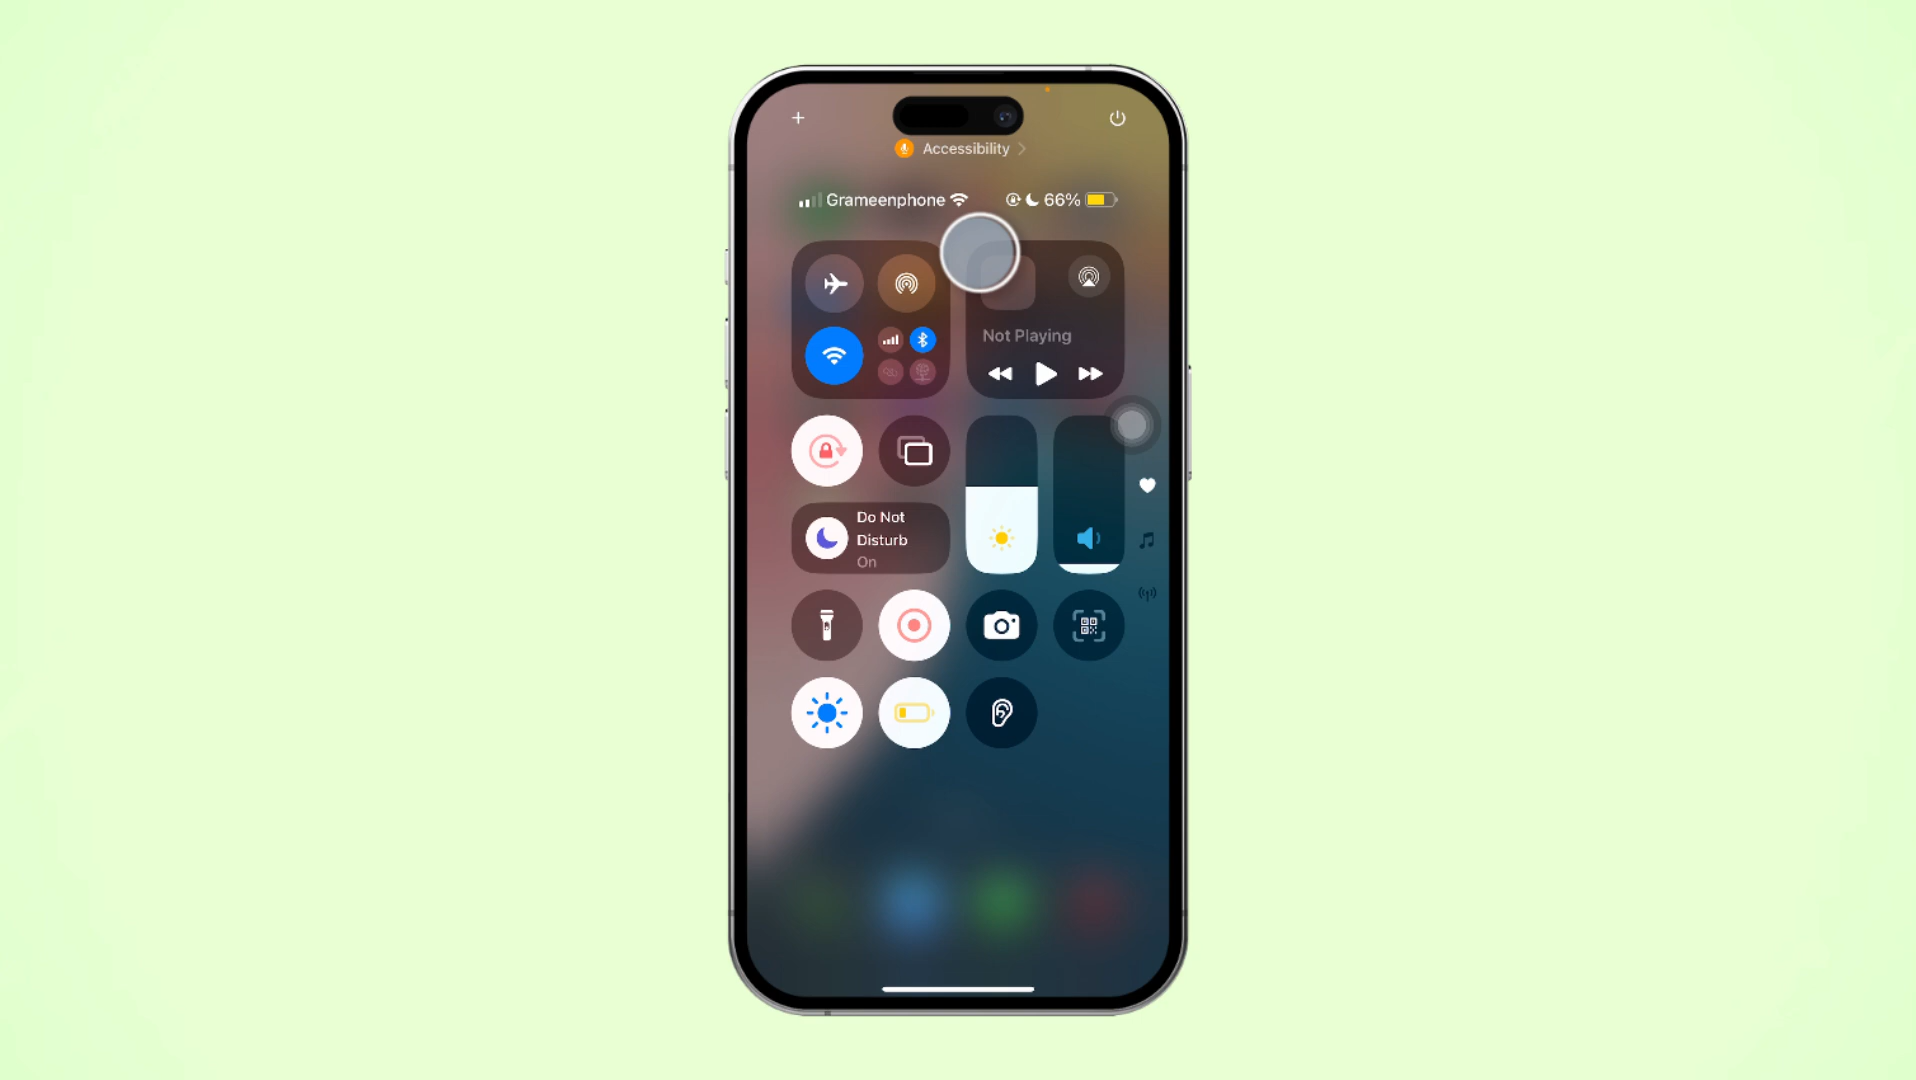 Accessibility
Grameenphone 66%
Not Playing
Do Not
Disturb
On